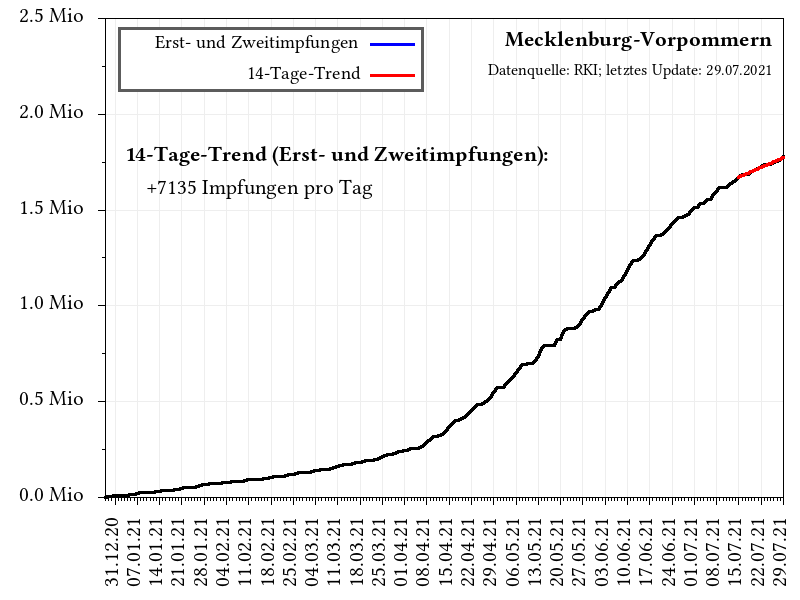 2.5 Mio
2.0 Mio
1.5 Mio
1.0 Mio
0.5 Mio
0.0 Mio
Erst- und Zweitimpfungen
14-Tage-Trend
Mecklenburg-Vorpommern
Datenquelle: RKI; letztes Update: 29.07.2021
14-Tage-Trend (Erst- und Zweitimpfungen):
+7135 Impfungen pro Tag
31.12.20
07.01.21
14.01.21
21.01.21
28.01.21
04.02.21
11.02.21
18.02.21
25.02.21
04.03.21
11.03.21
18.03.21
25.03.21
01.04.21
08.04.21
15.04.21
22.04.21
29.04.21
06.05.21
13.05.21
20.05.21
27.05.21
03.06.21
10.06.21
17.06.21
24.06.21
01.07.21
08.07.21
15.07.21
22.07.21
29.07.21